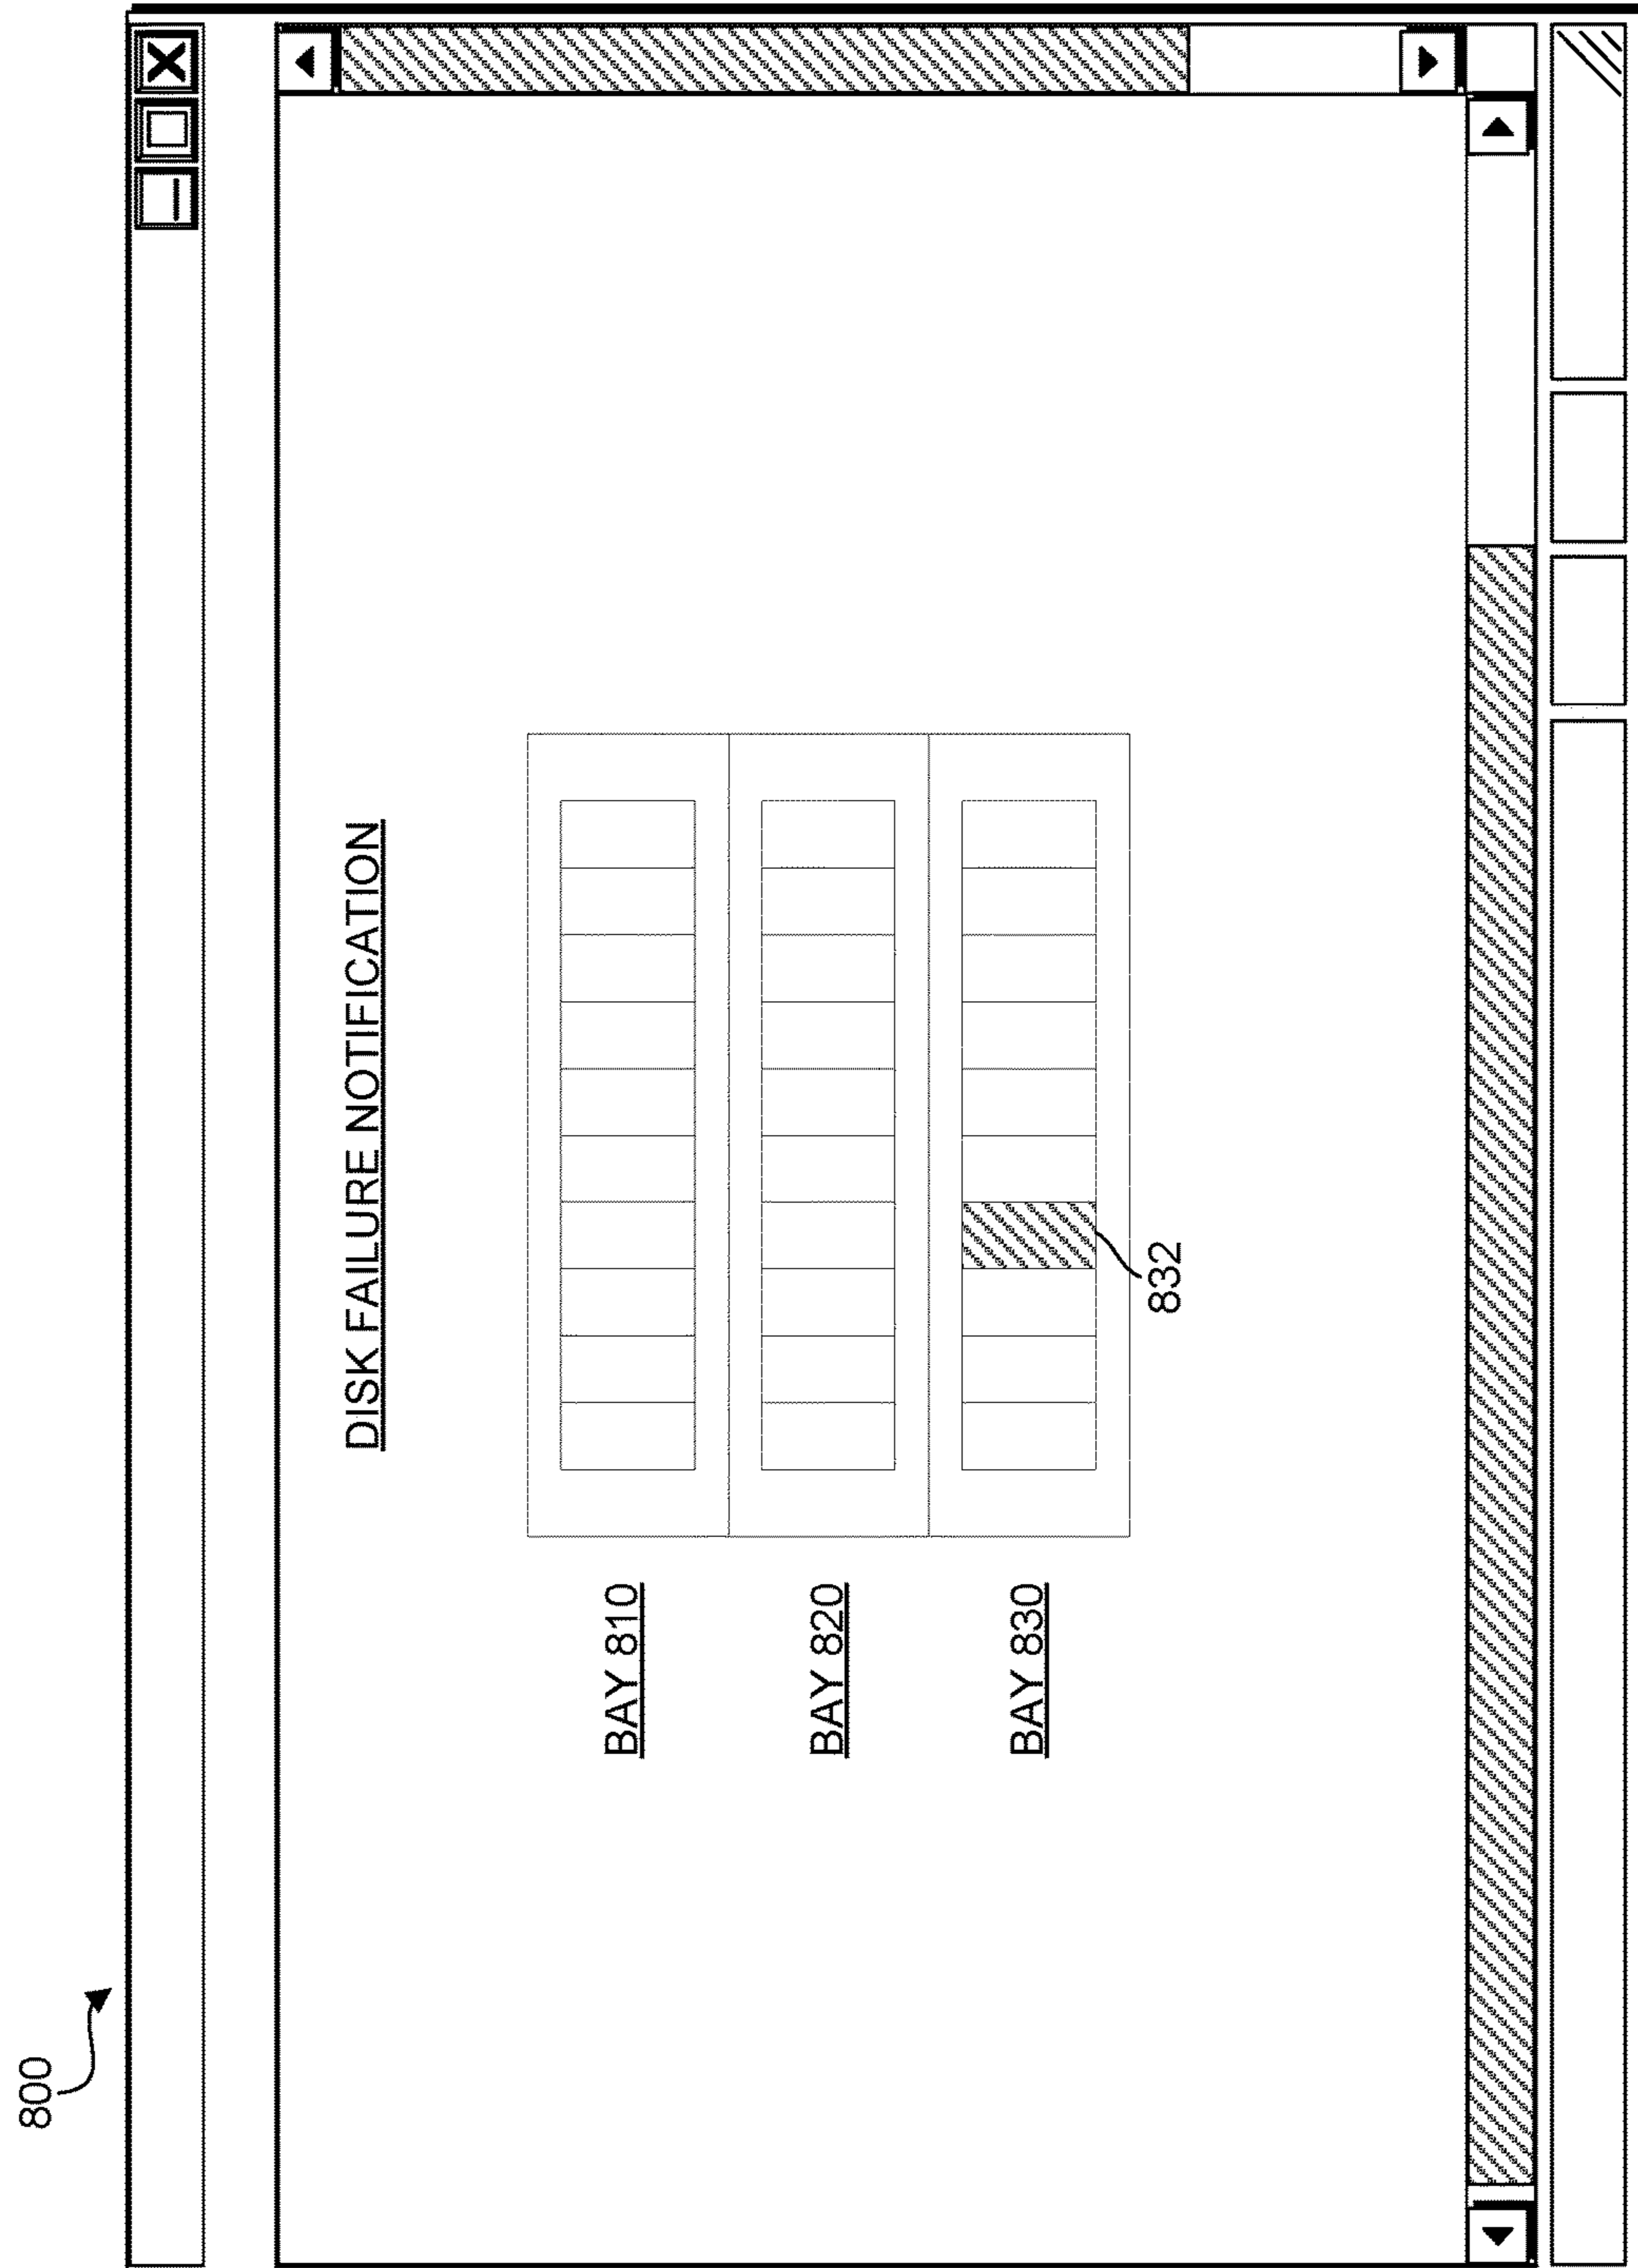 800
DISK FAILURE NOTIFICATION
BAY 810
BAY 820
BAY 830
832